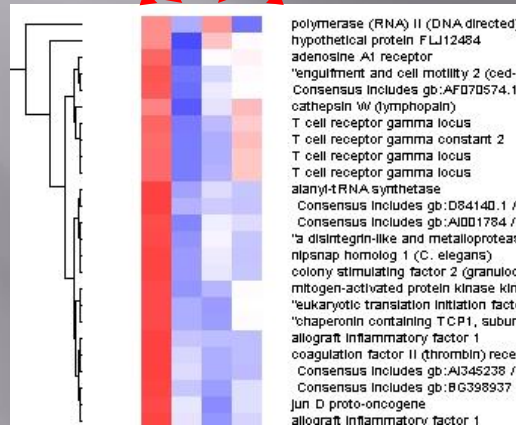 polymerase (RNA) II (DNA directed)
hypothetical protein FLJ12484
adenosine A1 receptor
"engulfment and cell motility 2 (ced-
Consensus includes gb:AF070574.1
cathepsin W (lymphopain)
T cell receptor gamma locus
T cell receptor gamma constant 2
T cell receptor gamma locus
T cell receptor gamma locus
alanyl-tRNA synthetase
Consensus includes gb:D84140.1 /
Consensus includes gb:AI001784 /
"a disintegrin-like and metalloproteas
nipsnap homolog 1 (C. elegans)
colony stimulating factor 2 (granuloc
mitogen-activated protein kinase kin
"eukaryotic translation initiation facto
"chaperonin containing TCP1, subun
allograft inflammatory factor 1
coagulation factor II (thrombin) rece
Consensus includes gb:AI345238 /
Consensus includes gb:BG398937
jun D proto-oncogene
allograft inflammatory factor 1